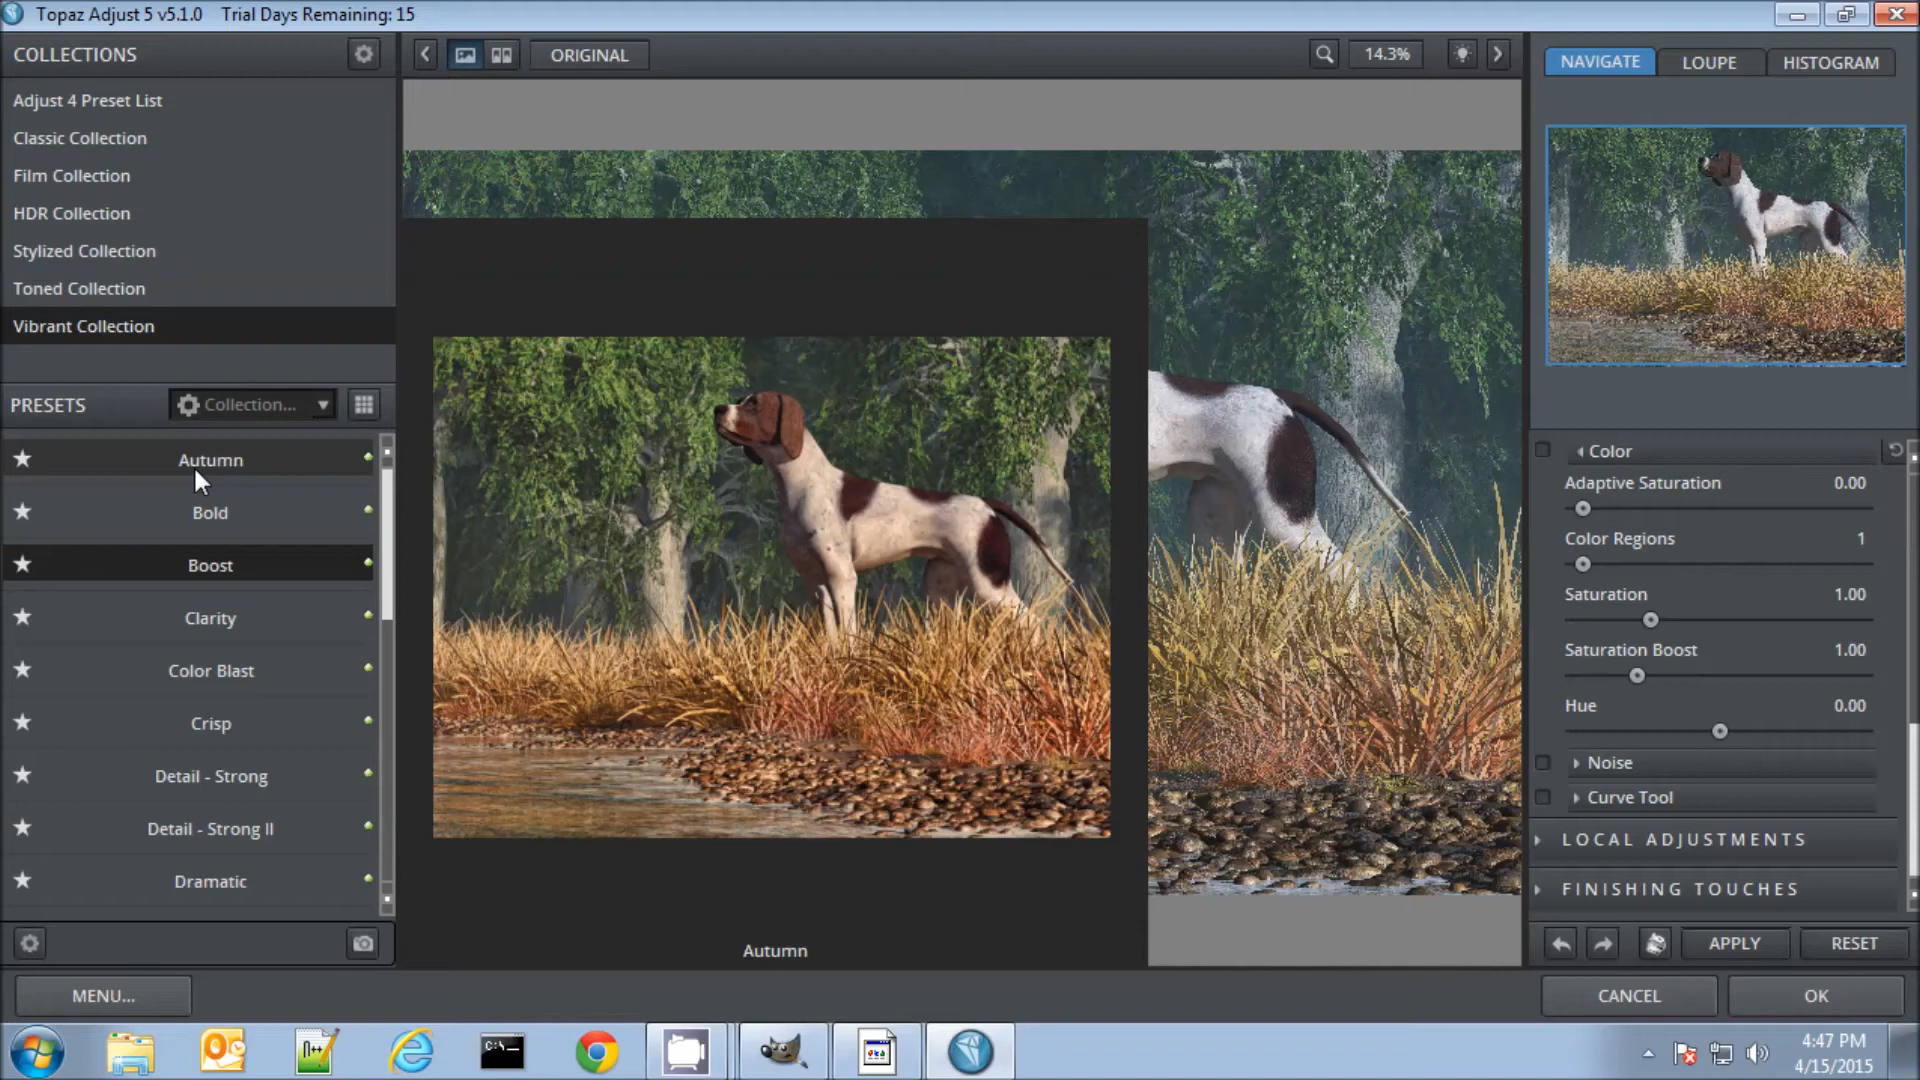 Topaz Adjust 5 v5.1.0 Trial Days Remaining: 15
COLLECTIONS
Adjust 4 Preset List
Classic Collection
Film Collection
HDR Collection
Stylized Collection
Toned Collection
Vibrant Collection
PRESETS
Collection...
Autumn
Bold
Boost
Clarity
Color Blast
Crisp
Detail - Strong
Detail - Strong II
Dramatic
MENU...
ORIGINAL
14.3%
Autumn
NAVIGATE
LOUPE
HISTOGRAM
Color
Adaptive Saturation 0.00
Color Regions 1
Saturation 1.00
Saturation Boost 1.00
Hue 0.00
Noise
Curve Tool
LOCAL ADJUSTMENTS
FINISHING TOUCHES
APPLY
RESET
CANCEL
OK
N++
C:\-
4:47 PM
4/15/2015